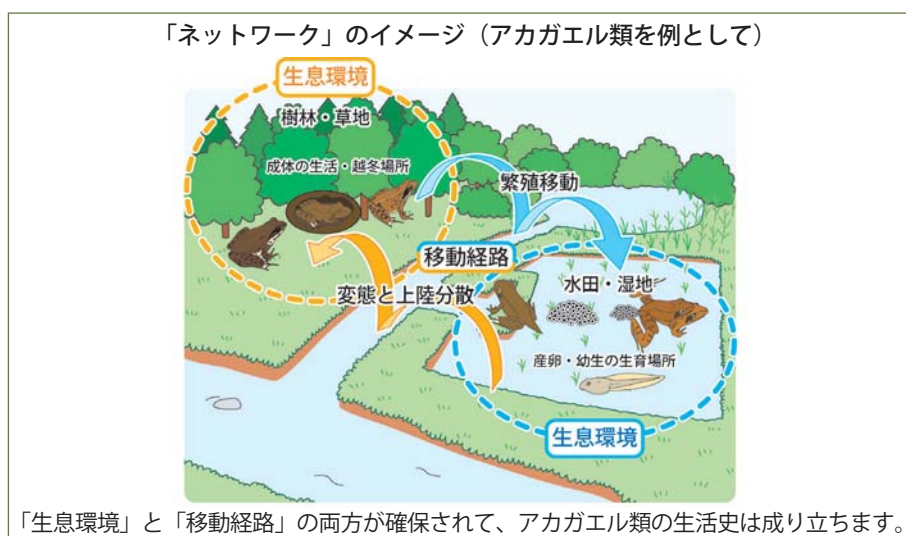 「ネットワーク」のイメージ（アカガエル類を例として）
生息環境
樹林・草地
成体の生活・越冬場所
繁殖移動
移動経路
変態と上陸分散
水田・湿地
産卵・幼生の生育場所
生息環境
「生息環境」と「移動経路」の両方が確保されて、アカガエル類の生活史は成り立ちます。